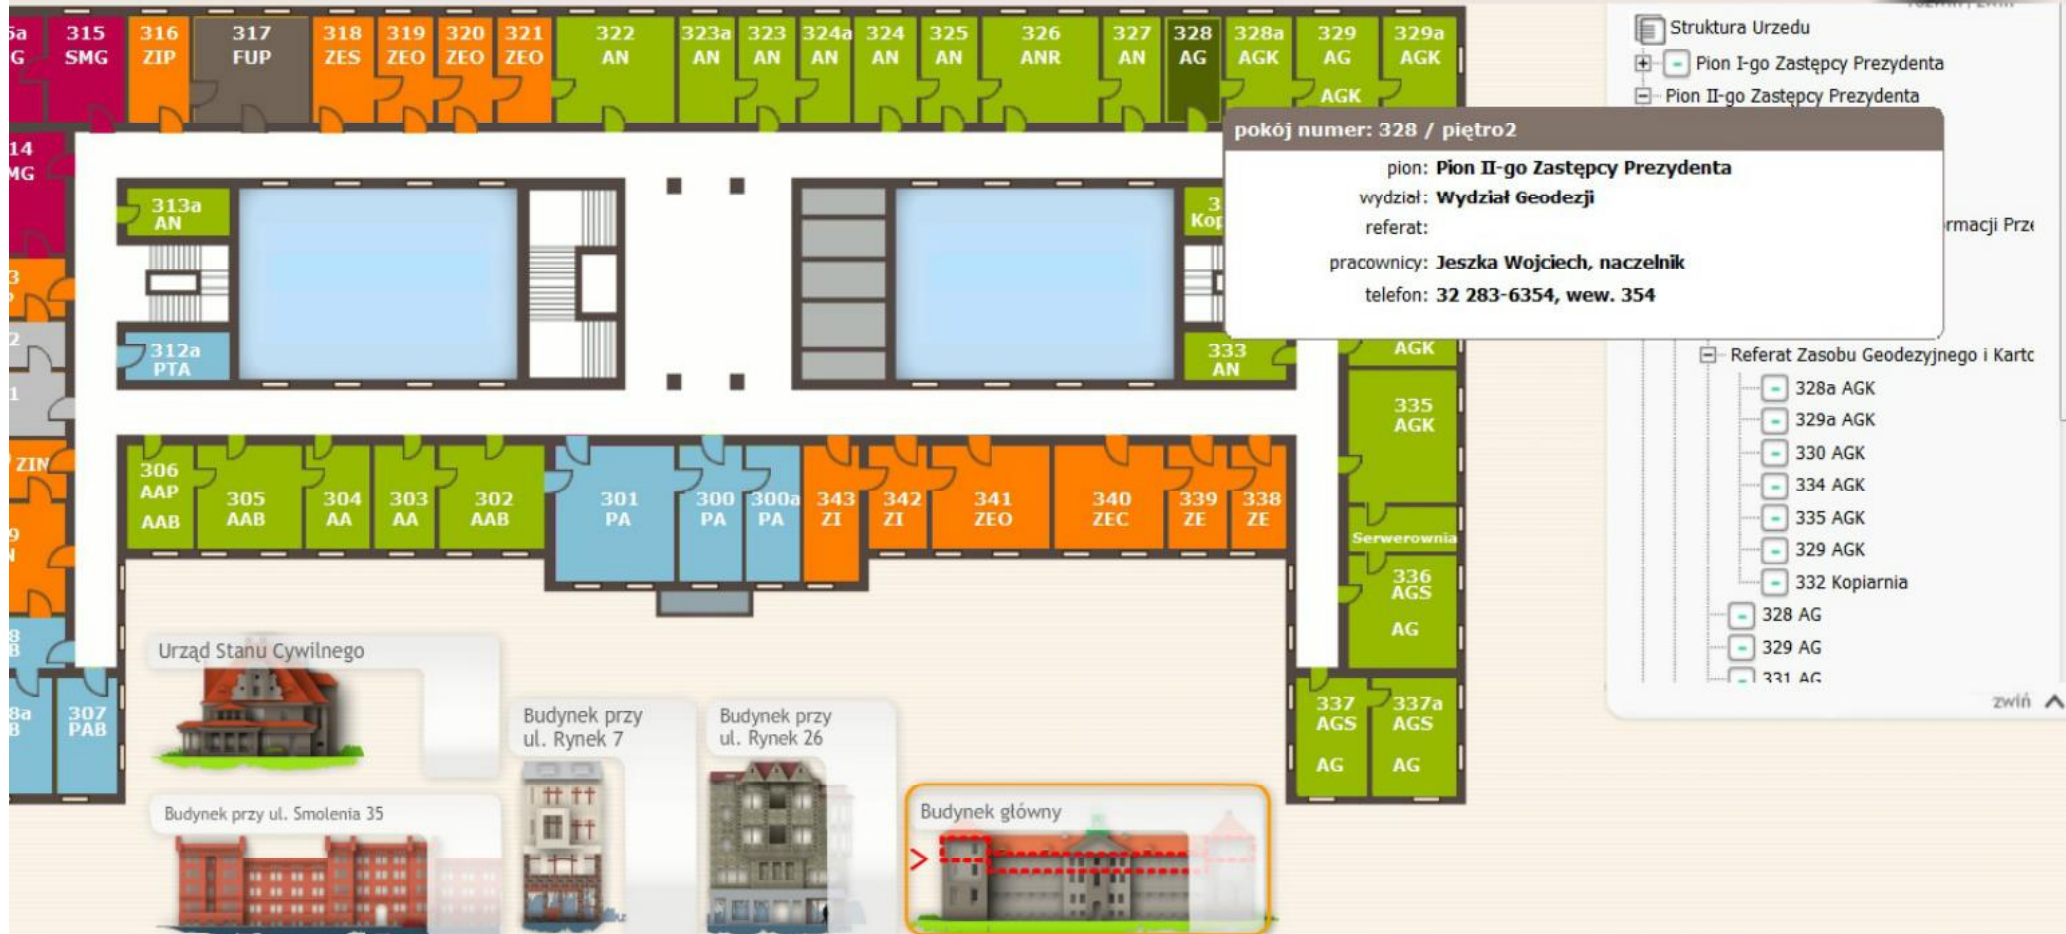 315
SMG
316
ZIP
317
FUP
318
ZES
319
ZEO
320
ZEO
321
ZEO
322
AN
323a
AN
323
AN
324a
AN
324
AN
325
AN
326
ANR
327
AN
328
AG
328a
AGK
329
AG
AGK
329a
AGK
Struktura Urzedu
Pion I-go Zastępcy Prezydenta
Pion II-go Zastępcy Prezydenta
pokój numer: 328 / piętro2
pion: Pion II-go Zastępcy Prezydenta
wydział: Wydział Geodezji
referat:
pracownicy: Jeszka Wojciech, naczelnik
telefon: 32 283-6354, wew. 354
rmacji Prze
Referat Zasobu Geodezyjnego i Kartc
328a AGK
329a AGK
330 AGK
334 AGK
335 AGK
329 AGK
332 Kopiarnia
328 AG
329 AG
331 AG
zwiń
14
MG
313a
AN
312a
PTA
333
AN
AGK
335
AGK
ZIN
306
AAP
AAB
305
AAB
304
AA
303
AA
302
AAB
301
PA
300
PA
300a
PA
343
ZI
342
ZI
341
ZEO
340
ZEC
339
ZE
338
ZE
Serwerownia
336
AGS
AG
337
AGS
AG
337a
AGS
AG
8a
B
307
PAB
Urząd Stanu Cywilnego
Budynek przy
ul. Rynek 7
Budynek przy
ul. Rynek 26
Budynek przy ul. Smolenia 35
Budynek główny